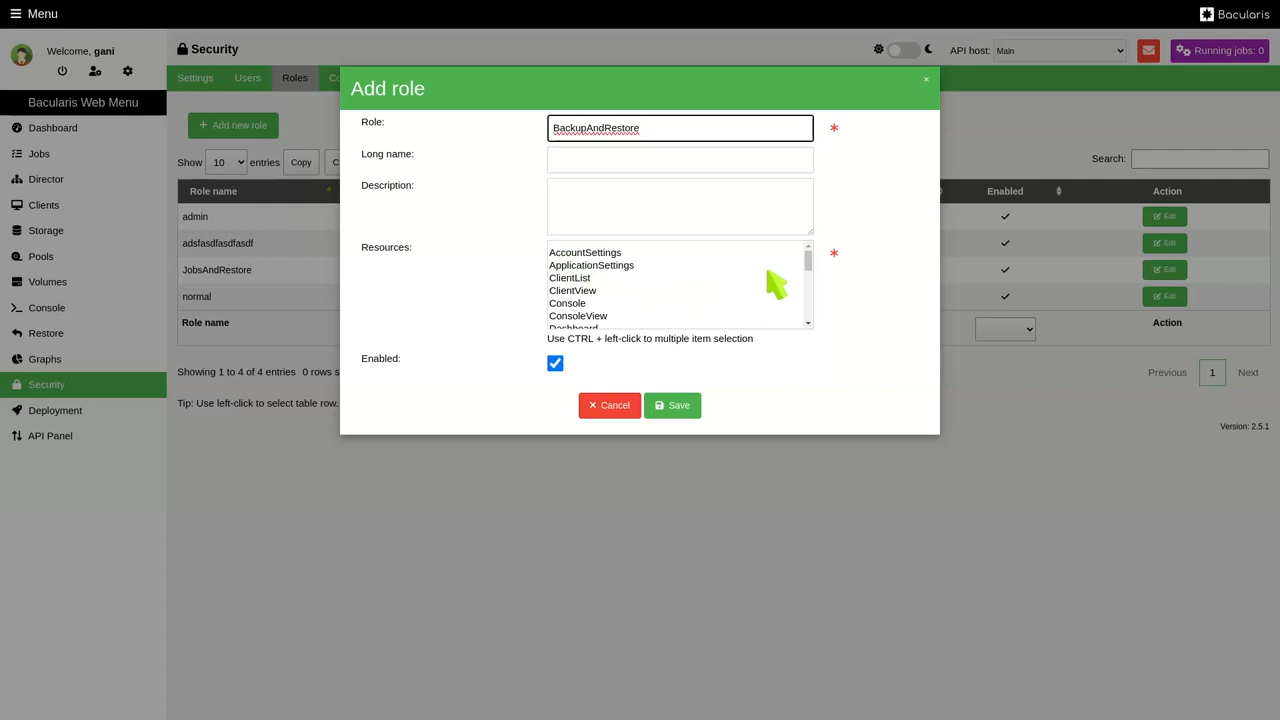 Menu
Bacularis
Welcome, gani
Security
API host:
Main
Running jobs: 0
Settings
Users
Roles
Add role
×
Bacularis Web Menu
Dashboard
Jobs
Director
Clients
Storage
Pools
Volumes
Console
Restore
Graphs
Security
Deployment
API Panel
Add new role
Show 10 entries
Copy
Search:
Role name
Enabled
Action
admin
Edit
adsfasdfasdfasdf
Edit
JobsAndRestore
Edit
normal
Edit
Role name
Action
Showing 1 to 4 of 4 entries 0 rows s
Previous 1 Next
Tip: Use left-click to select table row.
Version: 2.5.1
Role:
BackupAndRestore
*
Long name:
Description:
Resources:
*
AccountSettings
ApplicationSettings
ClientList
ClientView
Console
ConsoleView
Dashboard
Use CTRL + left-click to multiple item selection
Enabled:
Cancel
Save